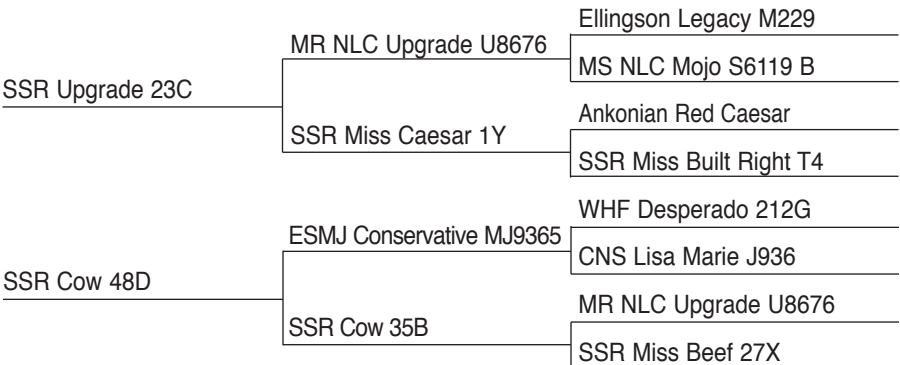 Ellingson Legacy M229
MR NLC Upgrade U8676
MS NLC Mojo S6119 B
SSR Upgrade 23C
Ankonian Red Caesar
SSR Miss Caesar 1Y
SSR Miss Built Right T4
WHF Desperado 212G
ESMJ Conservative MJ9365
CNS Lisa Marie J936
SSR Cow 48D
MR NLC Upgrade U8676
SSR Cow 35B
SSR Miss Beef 27X